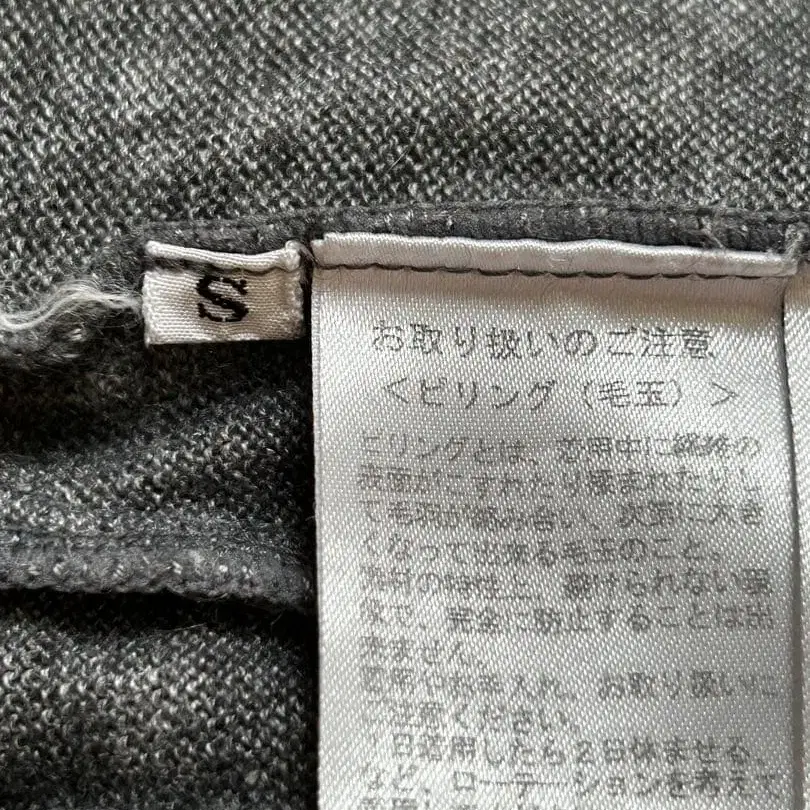 S
お取り扱いのご注意
＜ピリング（毛玉）＞
ピリングとは、着用中に繊維の
表面がこすれたり揉まれたりし
て毛羽が絡み合い、次第に大き
くなって出来る毛玉のこと。
の特性上、避けられない現
象で、完全に防止することは出
来ません。
着用やお手入れ、お取り扱いに
ご注意ください。
1日着用したら2日休ませる、
など、ローテーションを考えて